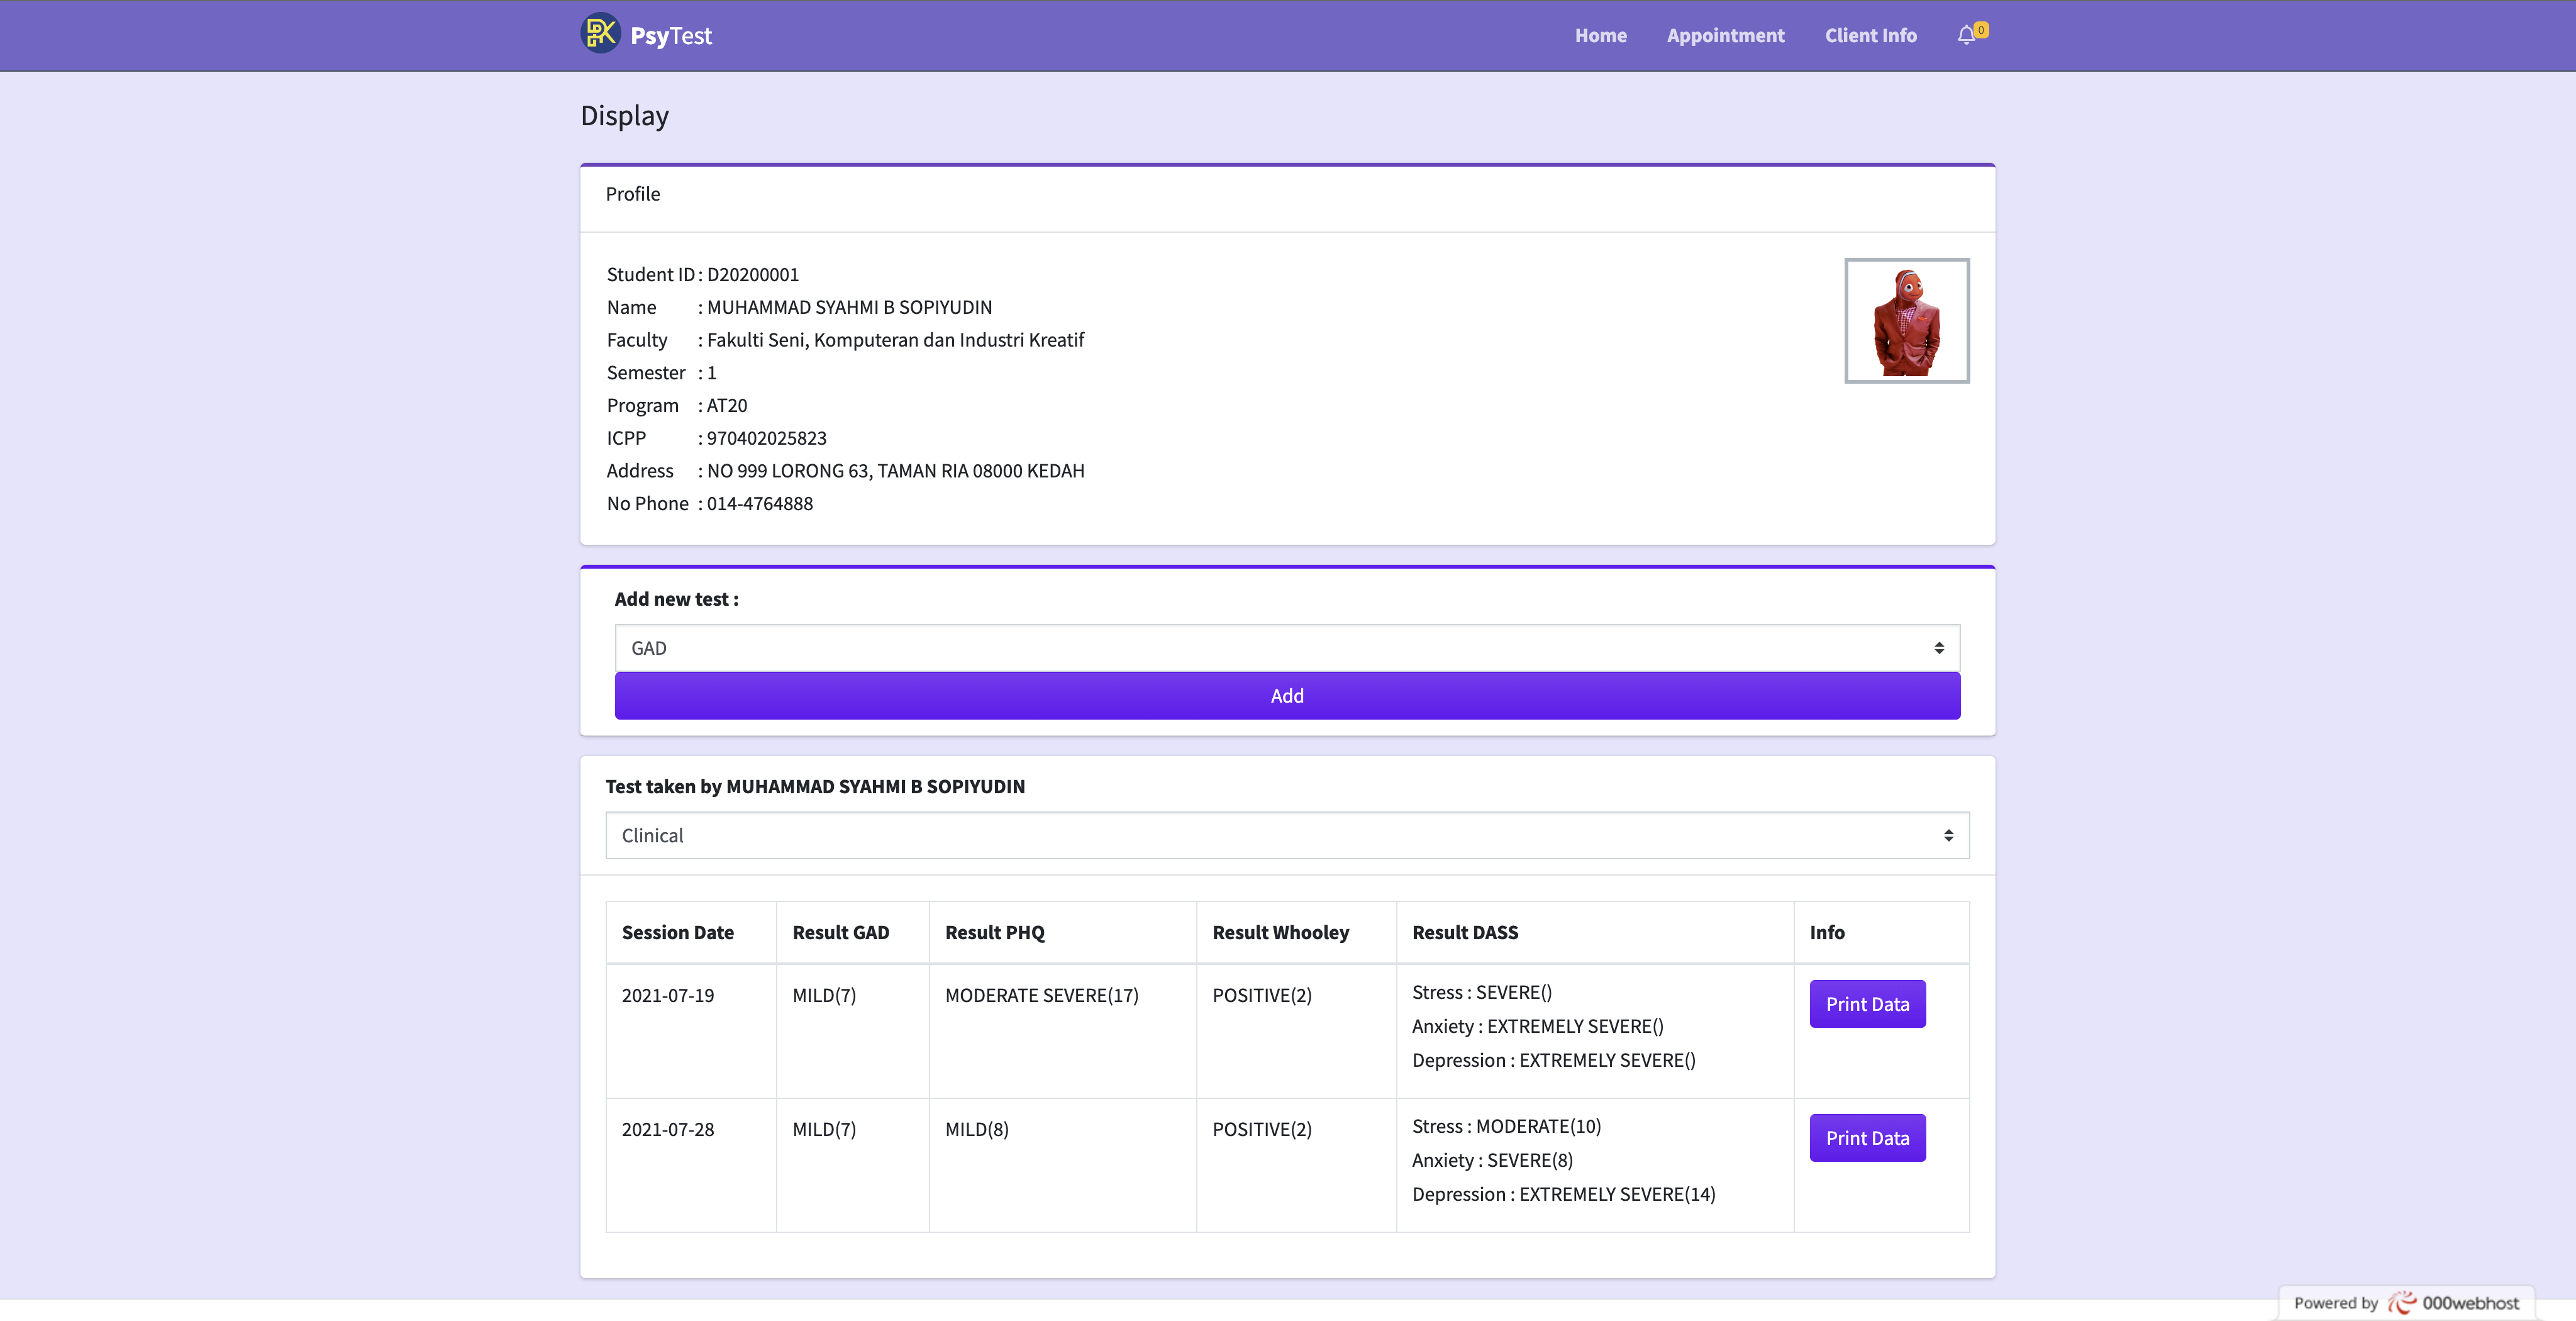 PsyTest
Home Appointment Client Info 0
Display
Profile
Student ID : D20200001
Name : MUHAMMAD SYAHMI B SOPIYUDIN
Faculty : Fakulti Seni, Komputeran dan Industri Kreatif
Semester : 1
Program : AT20
ICPP : 970402025823
Address : NO 999 LORONG 63, TAMAN RIA 08000 KEDAH
No Phone : 014-4764888
Add new test :
GAD
Add
Test taken by MUHAMMAD SYAHMI B SOPIYUDIN
Clinical
Session Date Result GAD Result PHQ Result Whooley Result DASS Info
2021-07-19 MILD(7) MODERATE SEVERE(17) POSITIVE(2) Stress : SEVERE() Print Data
Anxiety : EXTREMELY SEVERE()
Depression : EXTREMELY SEVERE()
2021-07-28 MILD(7) MILD(8) POSITIVE(2) Stress : MODERATE(10) Print Data
Anxiety : SEVERE(8)
Depression : EXTREMELY SEVERE(14)
Powered by 000webhost